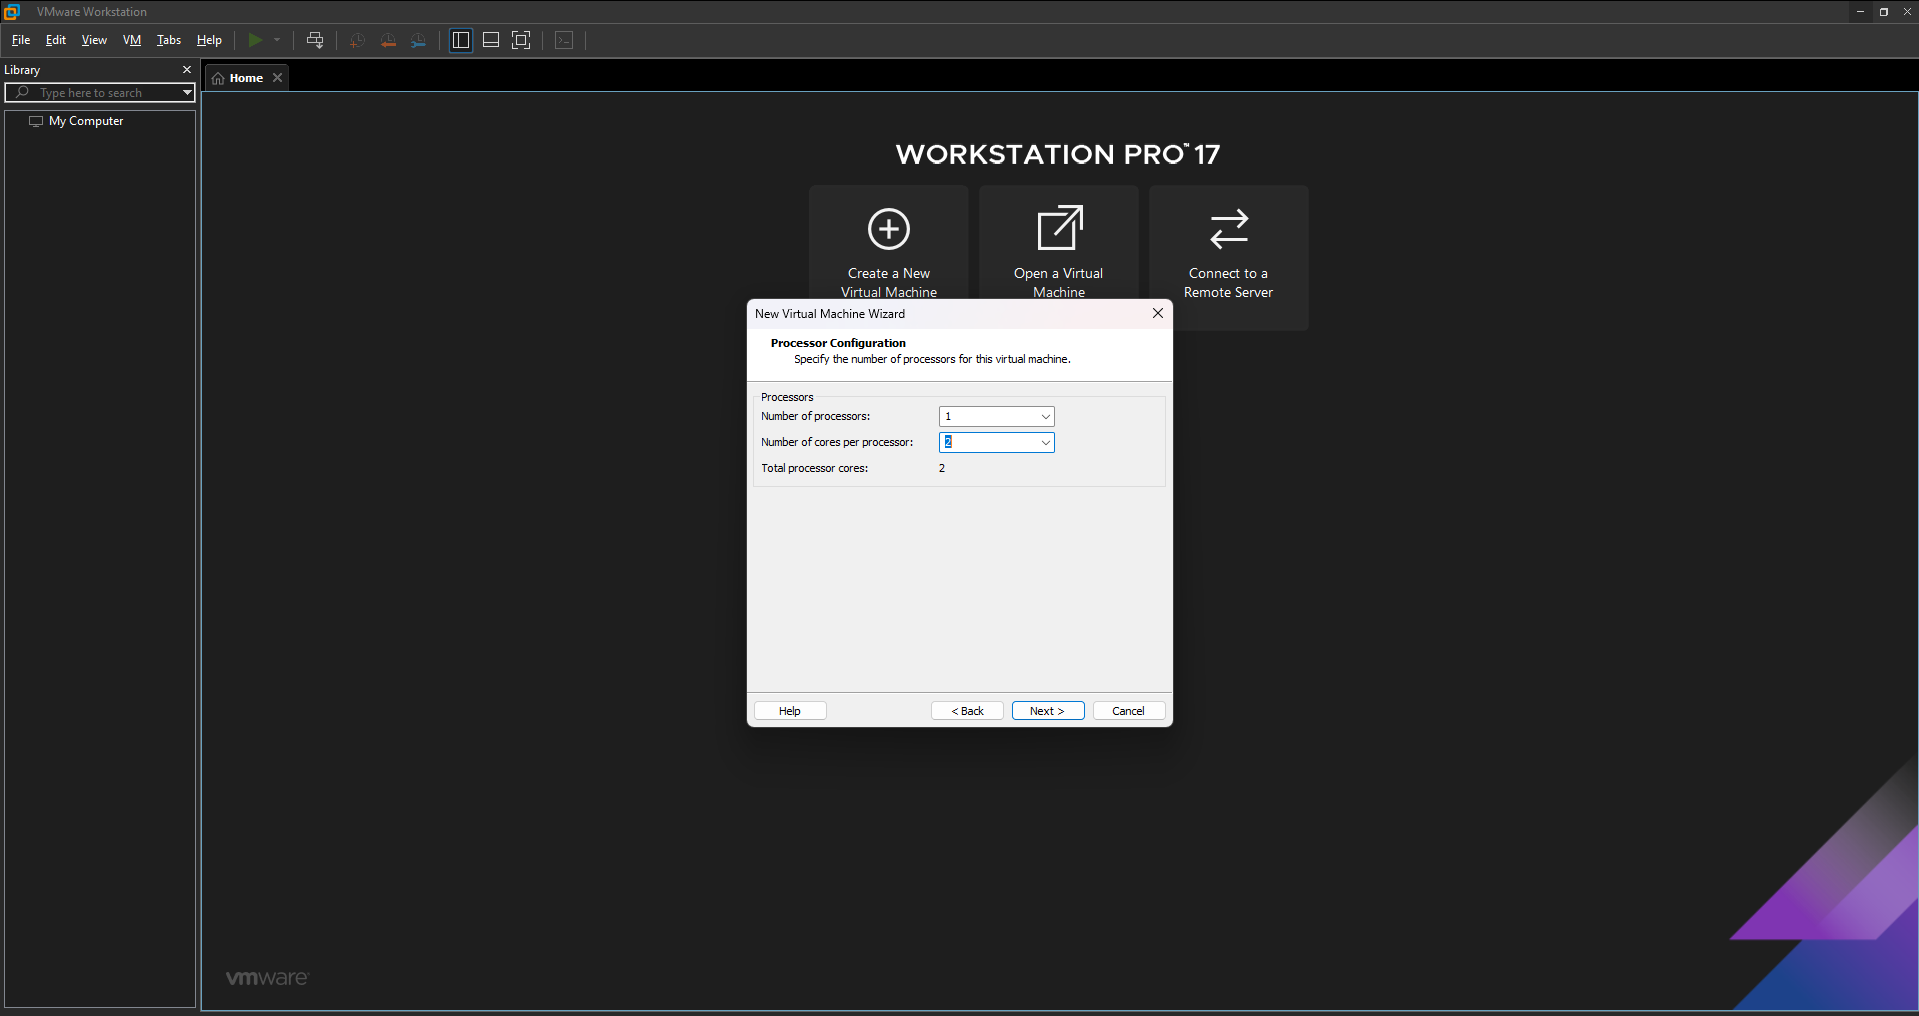 VMware Workstation
File Edit View VM Tabs Help
Library
Type here to search
My Computer
Home
WORKSTATION PRO™ 17
Create a New
Virtual Machine
Open a Virtual
Machine
Connect to a
Remote Server
New Virtual Machine Wizard
Processor Configuration
Specify the number of processors for this virtual machine.
Processors
Number of processors: 1
Number of cores per processor: 2
Total processor cores: 2
Help < Back Next > Cancel
vmware